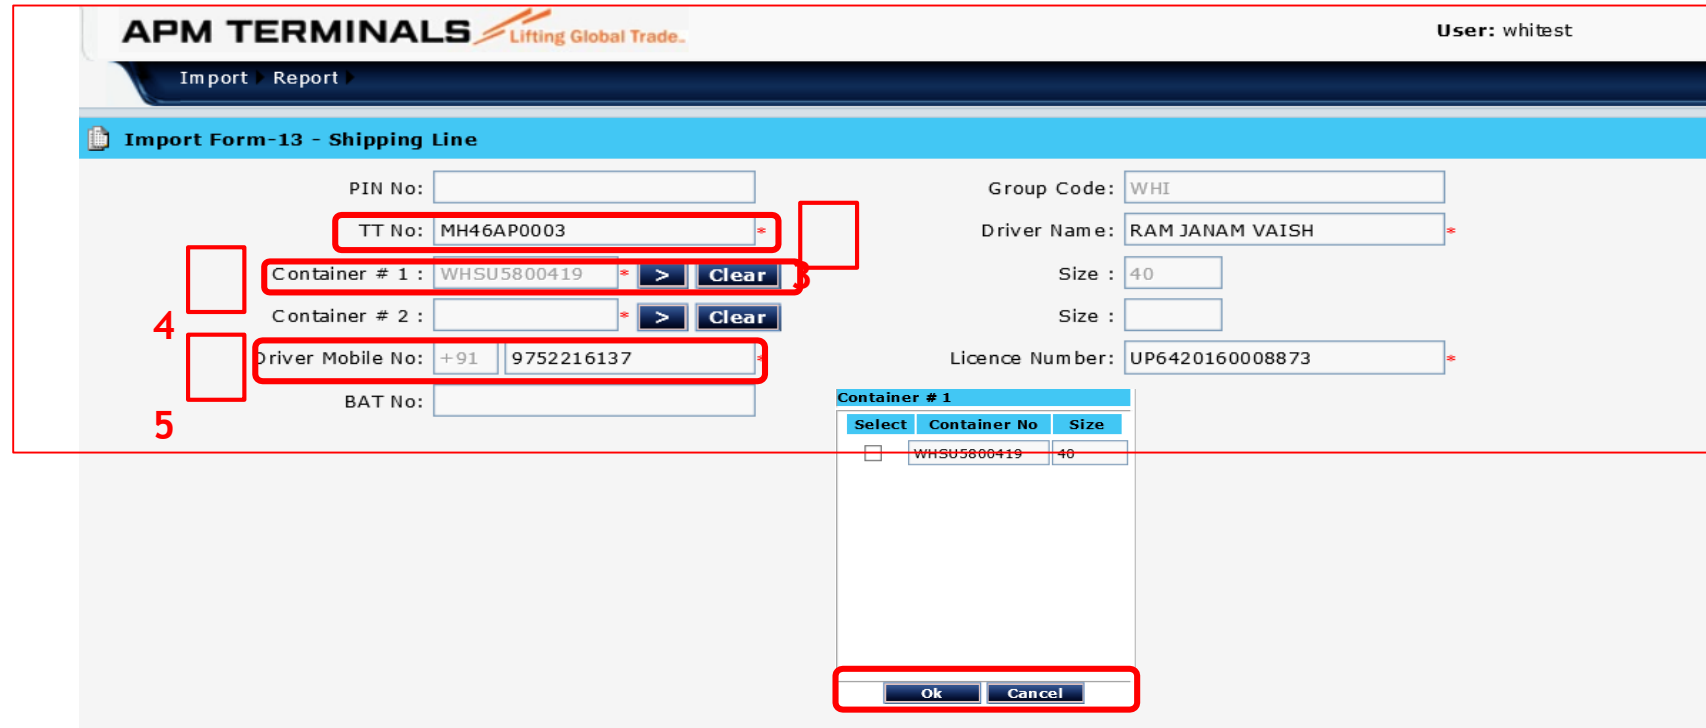 APM TERMINALS Lifting Global Trade.
User: whitest
Import Report
Import Form-13 - Shipping Line
PIN No: Group Code: WHI
TT No: MH46AP0003 * Driver Name: RAM JANAM VAISH *
3
Container # 1 : WHSU5800419 * > Clear Size : 40
4
Container # 2 : * > Clear Size :
Driver Mobile No: +91 9752216137 * Licence Number: UP6420160008873 *
5
BAT No:
Container # 1
Select Container No Size
WHSU5800419 40
Ok Cancel